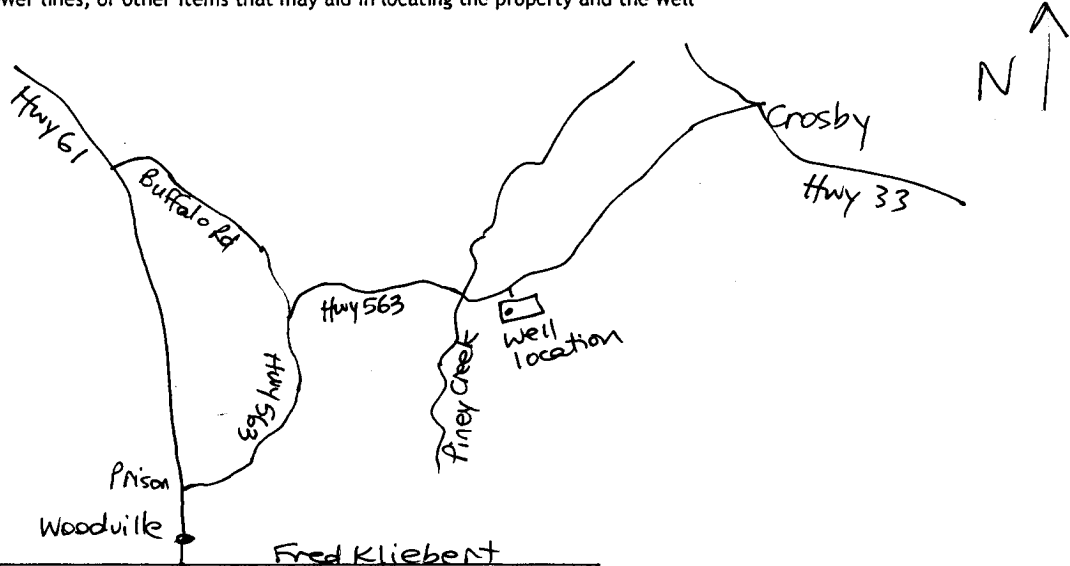 wer lines, or other items that may aid in locating the property and the well
N
Hwy 61
Buffalo Rd
Crosby
Hwy 33
Hwy 563
Well
location
Hwy 563
Piney Creek
Prison
Woodville
Fred Kliebert